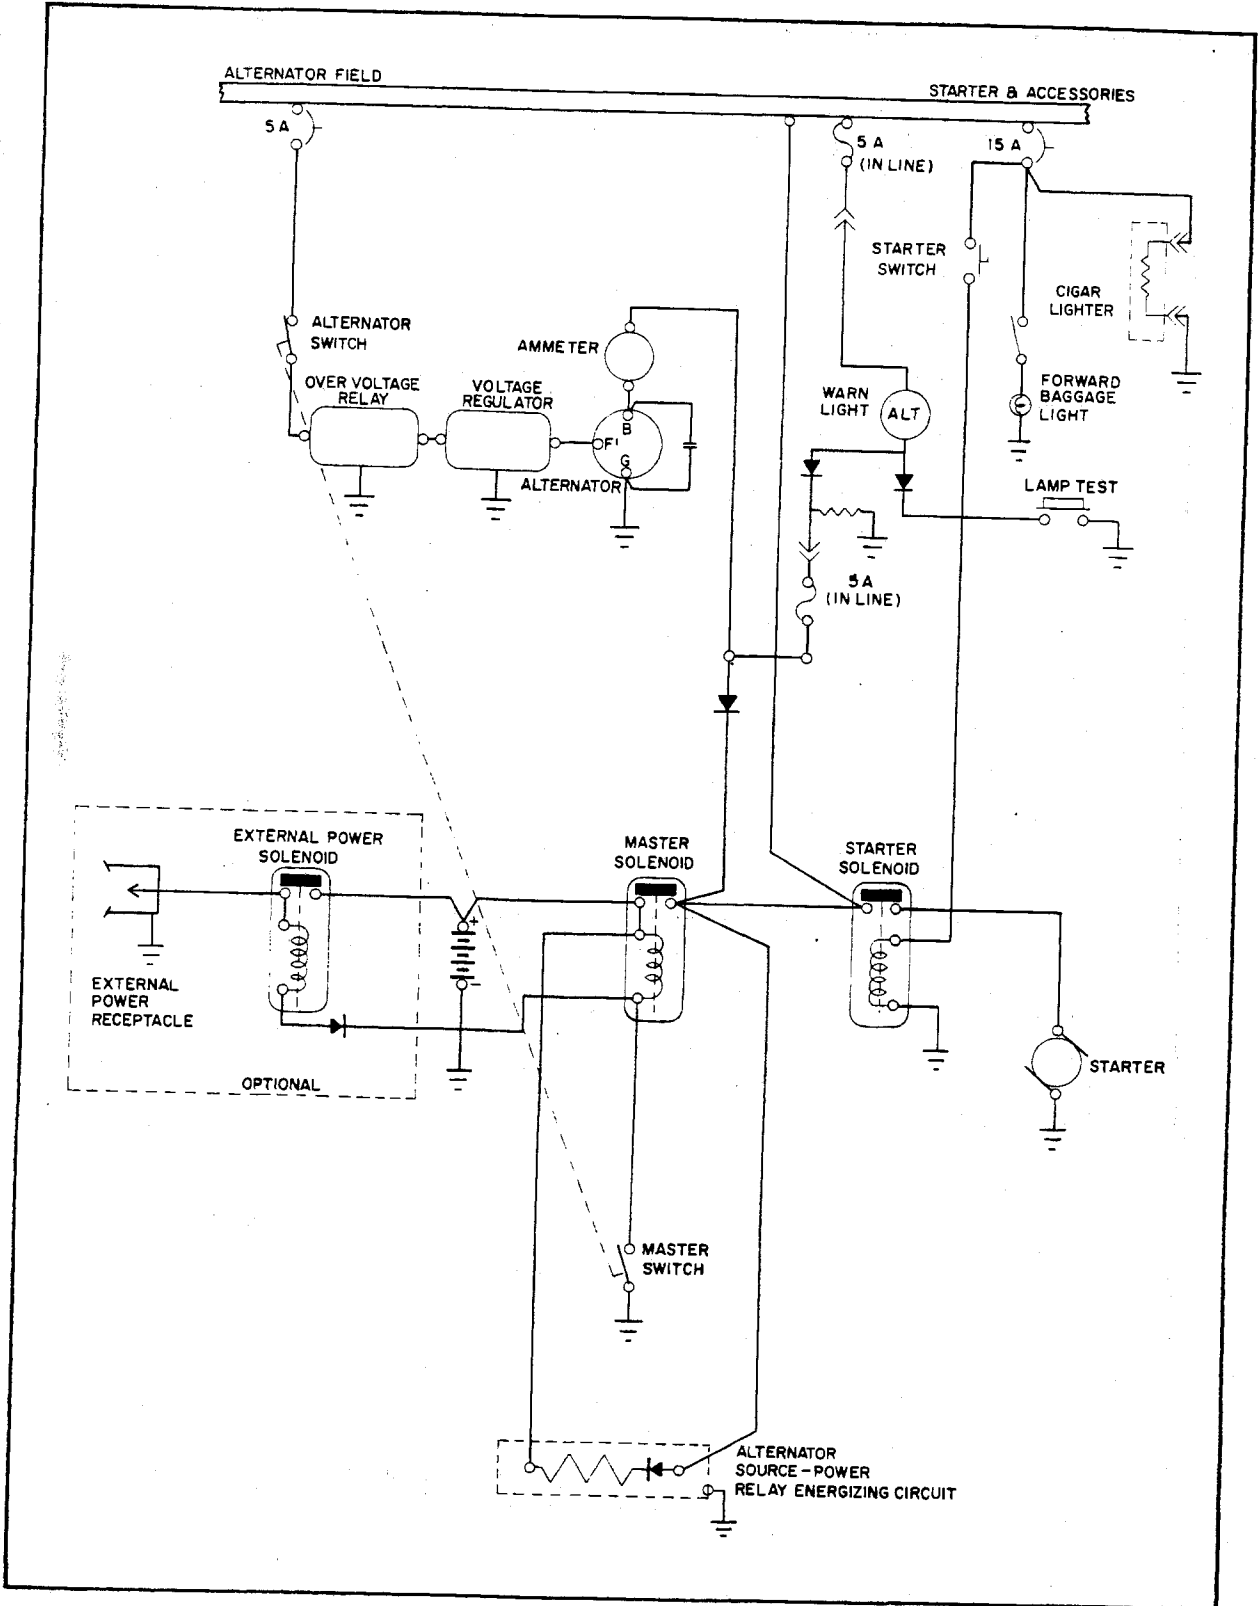 ALTERNATOR FIELD
STARTER & ACCESSORIES
5 A
5 A
(IN LINE)
15 A
STARTER
SWITCH
CIGAR
LIGHTER
ALTERNATOR
SWITCH
AMMETER
OVER VOLTAGE
RELAY
VOLTAGE
REGULATOR
WARN
LIGHT
ALT
FORWARD
BAGGAGE
LIGHT
B
F
G
ALTERNATOR
LAMP TEST
5 A
(IN LINE)
EXTERNAL POWER
SOLENOID
MASTER
SOLENOID
STARTER
SOLENOID
+
-
EXTERNAL
POWER
RECEPTACLE
OPTIONAL
STARTER
MASTER
SWITCH
ALTERNATOR
SOURCE-POWER
RELAY ENERGIZING CIRCUIT